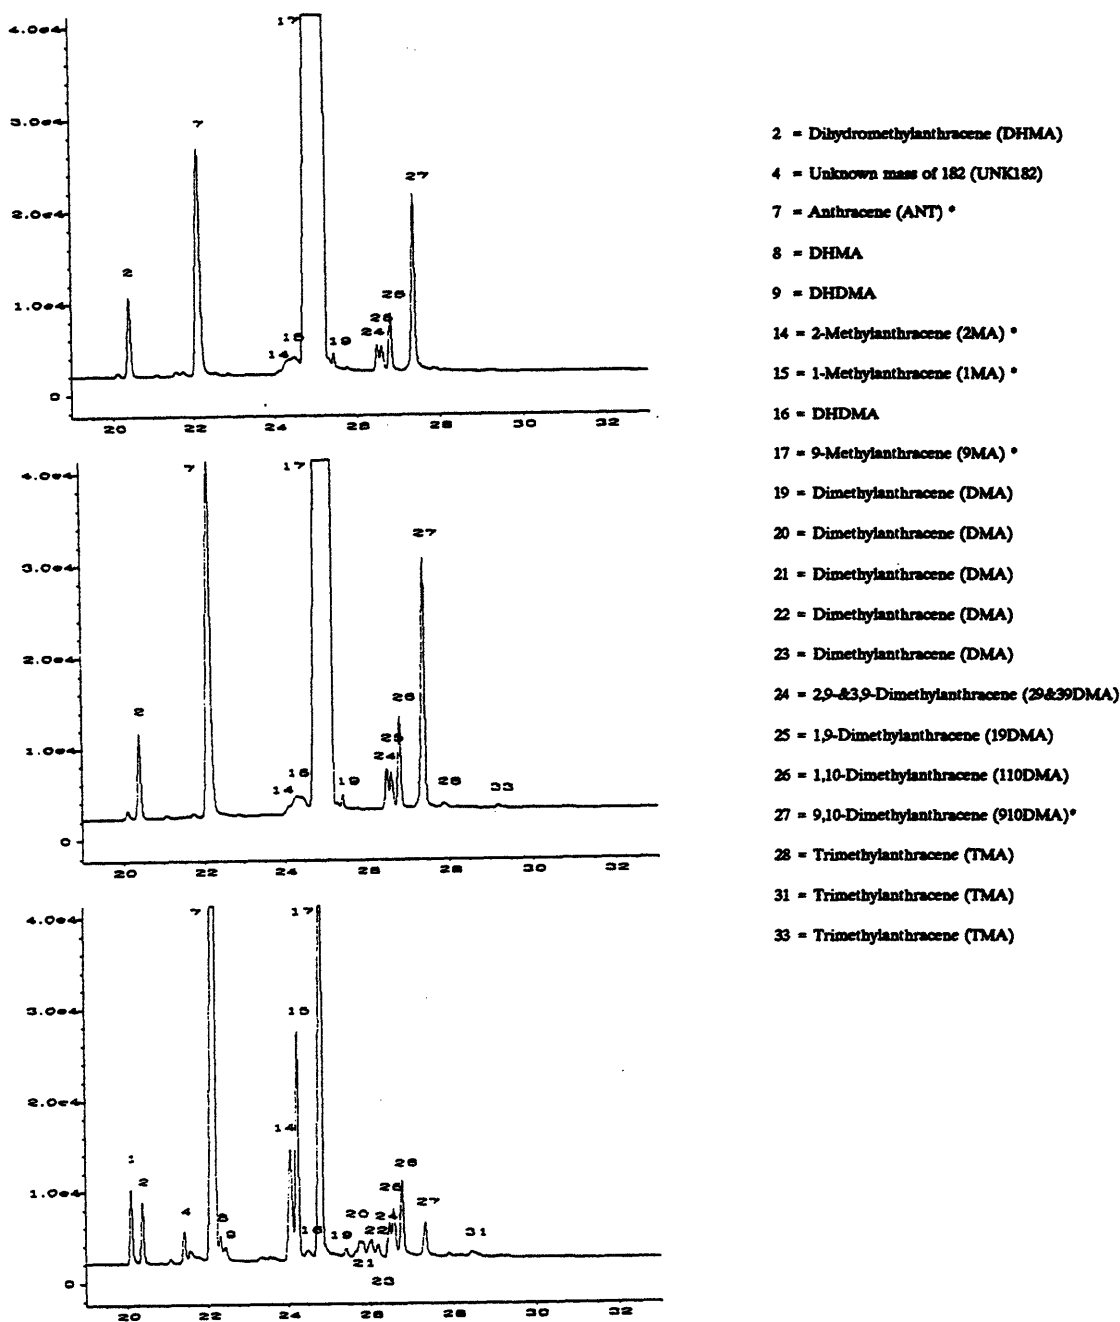 4.0e4
3.0e4
2.0e4
1.0e4
0
17
7
27
2
26
25
24
15
14
19
20 22 24 26 28 30 32
4.0e4
3.0e4
2.0e4
1.0e4
0
7
17
27
2
26
25
24
15
14
19
28
33
20 22 24 26 28 30 32
4.0e4
3.0e4
2.0e4
1.0e4
0
7
17
15
14
1
2
4
8
9
16
19
20
21
23
24
25
26
27
31
20 22 24 26 28 30 32
2 = Dihydromethylanthracene (DHMA)
4 = Unknown mass of 182 (UNK182)
7 = Anthracene (ANT) *
8 = DHMA
9 = DHDMA
14 = 2-Methylanthracene (2MA) *
15 = 1-Methylanthracene (1MA) *
16 = DHDMA
17 = 9-Methylanthracene (9MA) *
19 = Dimethylanthracene (DMA)
20 = Dimethylanthracene (DMA)
21 = Dimethylanthracene (DMA)
22 = Dimethylanthracene (DMA)
23 = Dimethylanthracene (DMA)
24 = 2,9-&3,9-Dimethylanthracene (29&39DMA)
25 = 1,9-Dimethylanthracene (19DMA)
26 = 1,10-Dimethylanthracene (110DMA)
27 = 9,10-Dimethylanthracene (910DMA)*
28 = Trimethylanthracene (TMA)
31 = Trimethylanthracene (TMA)
33 = Trimethylanthracene (TMA)